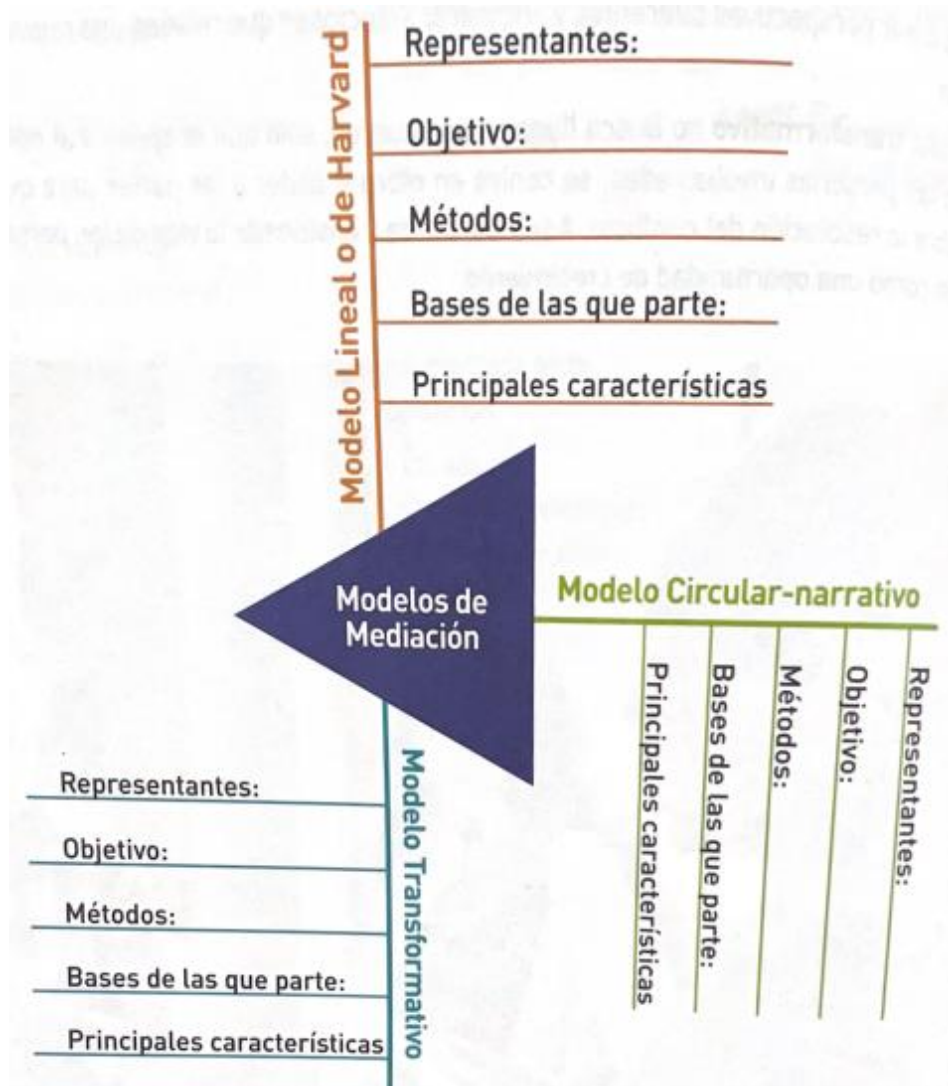 Modelo Lineal o de Harvard
Representantes:
Objetivo:
Métodos:
Bases de las que parte:
Principales características
Modelos de
Mediación
Modelo Circular-narrativo
Representantes:
Objetivo:
Métodos:
Bases de las que parte:
Principales características
Modelo Transformativo
Representantes:
Objetivo:
Métodos:
Bases de las que parte:
Principales características